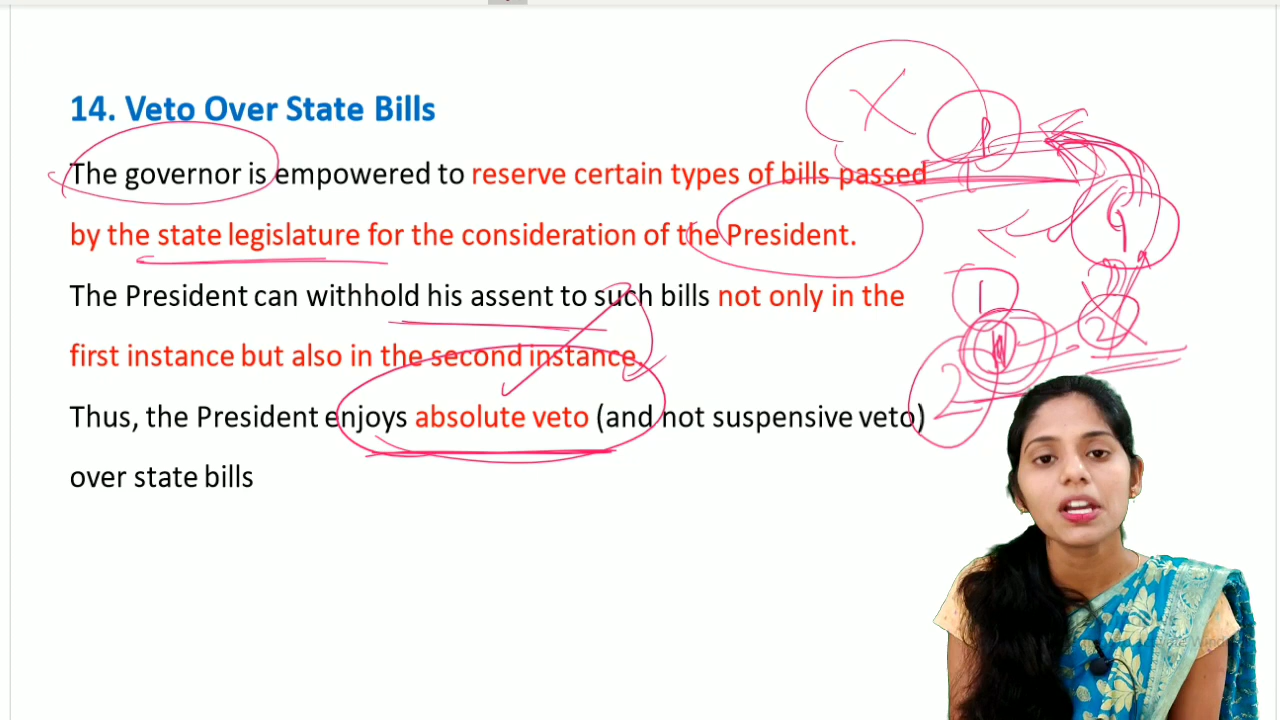 14. Veto Over State Bills
The governor is empowered to reserve certain types of bills passed
by the state legislature for the consideration of the President.
The President can withhold his assent to such bills not only in the
first instance but also in the second instance.
Thus, the President enjoys absolute veto (and not suspensive veto)
over state bills
P
G
1
2
2